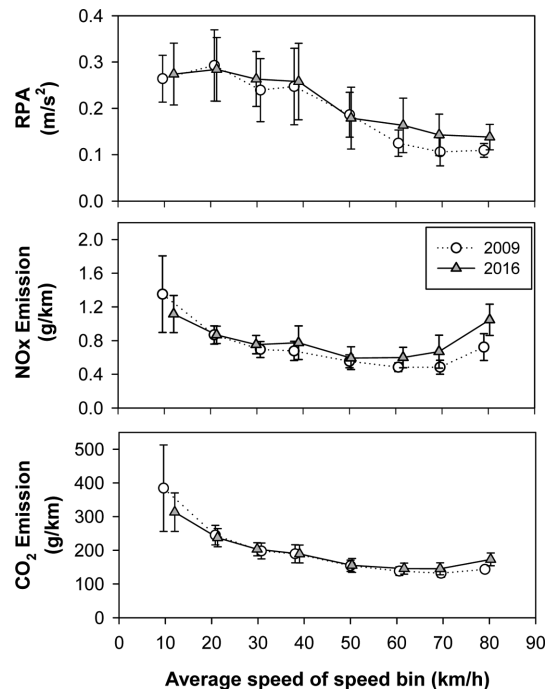 0.4
0.3
0.2
0.1
0.0
RPA
(m/s²)
2.0
1.6
1.2
0.8
0.4
0.0
NOx Emission
(g/km)
2009
2016
500
400
300
200
100
0
CO₂ Emission
(g/km)
0 10 20 30 40 50 60 70 80 90
Average speed of speed bin (km/h)